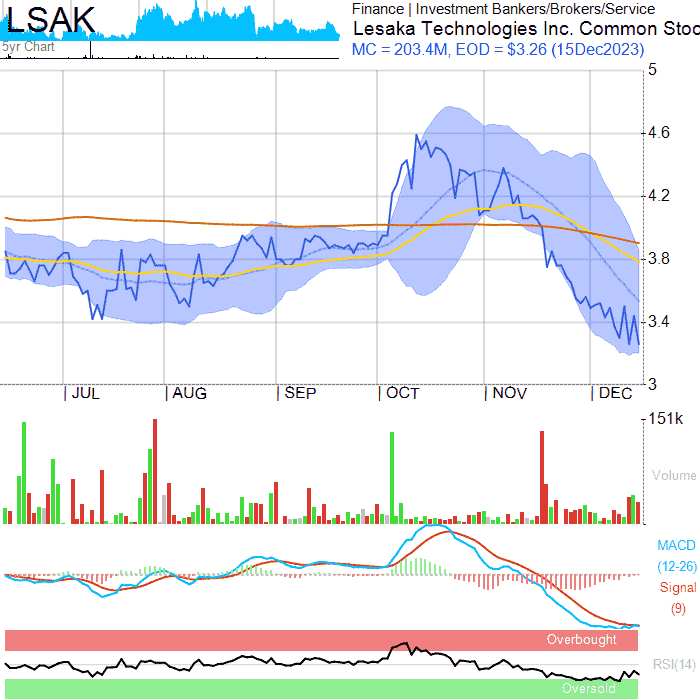 LSAK
5yr Chart
Finance | Investment Bankers/Brokers/Service
Lesaka Technologies Inc. Common Stoc
MC = 203.4M, EOD = $3.26 (15Dec2023)
5
4.6
4.2
3.8
3.4
3
JUL AUG SEP OCT NOV DEC
151k
Volume
MACD
(12-26)
Signal
(9)
Overbought
RSI(14)
Oversold